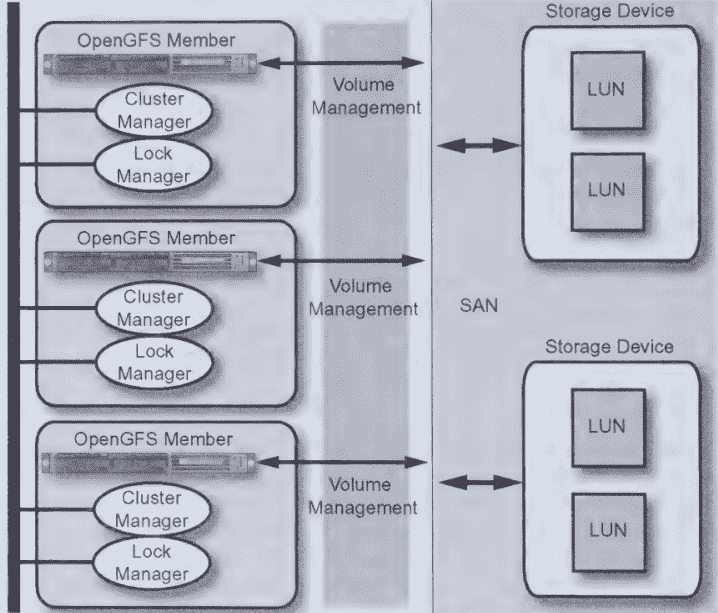 OpenGFS Member
Cluster
Manager
Lock
Manager
Volume
Management
OpenGFS Member
Cluster
Manager
Lock
Manager
Volume
Management
OpenGFS Member
Cluster
Manager
Lock
Manager
Volume
Management
SAN
Storage Device
LUN
LUN
Storage Device
LUN
LUN